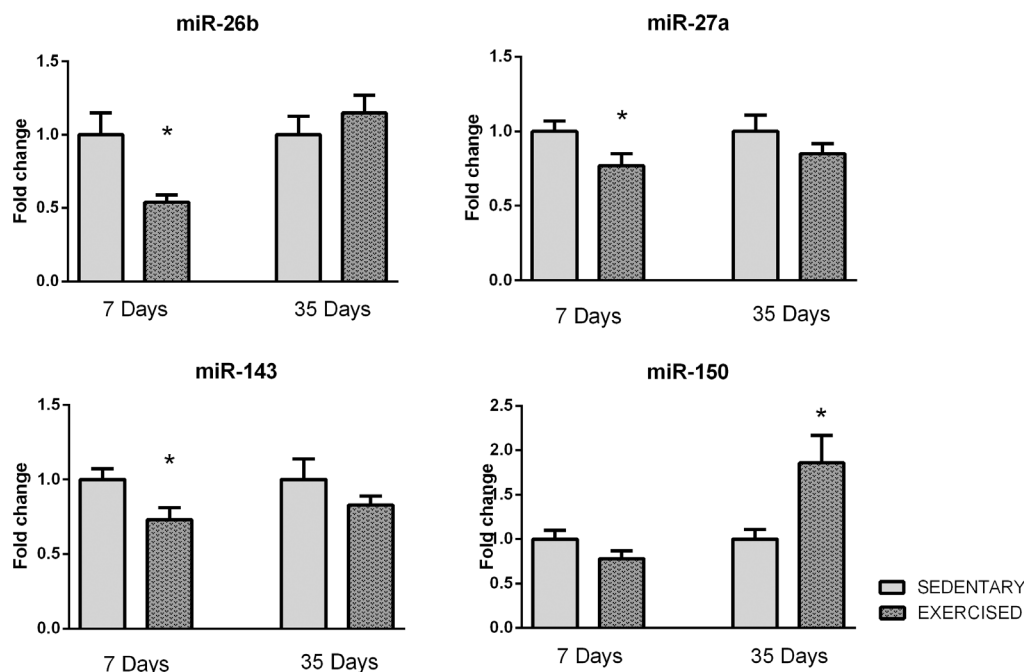 miR-26b
Fold change
1.5
1.0
0.5
0.0
*
7 Days
35 Days
miR-27a
Fold change
1.5
1.0
0.5
0.0
*
7 Days
35 Days
miR-143
Fold change
1.5
1.0
0.5
0.0
*
7 Days
35 Days
miR-150
Fold change
2.5
2.0
1.5
1.0
0.5
0.0
*
7 Days
35 Days
SEDENTARY
EXERCISED